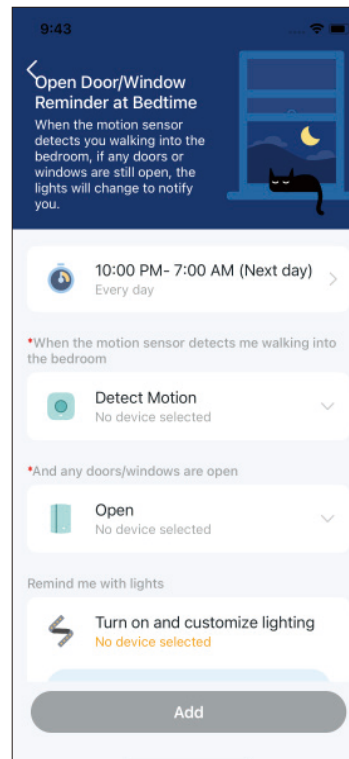 9:43
Open Door/Window
Reminder at Bedtime
When the motion sensor
detects you walking into the
bedroom, if any doors or
windows are still open, the
lights will change to notify
you.
10:00 PM- 7:00 AM (Next day)
Every day
*When the motion sensor detects me walking into
the bedroom
Detect Motion
No device selected
*And any doors/windows are open
Open
No device selected
Remind me with lights
Turn on and customize lighting
No device selected
Add